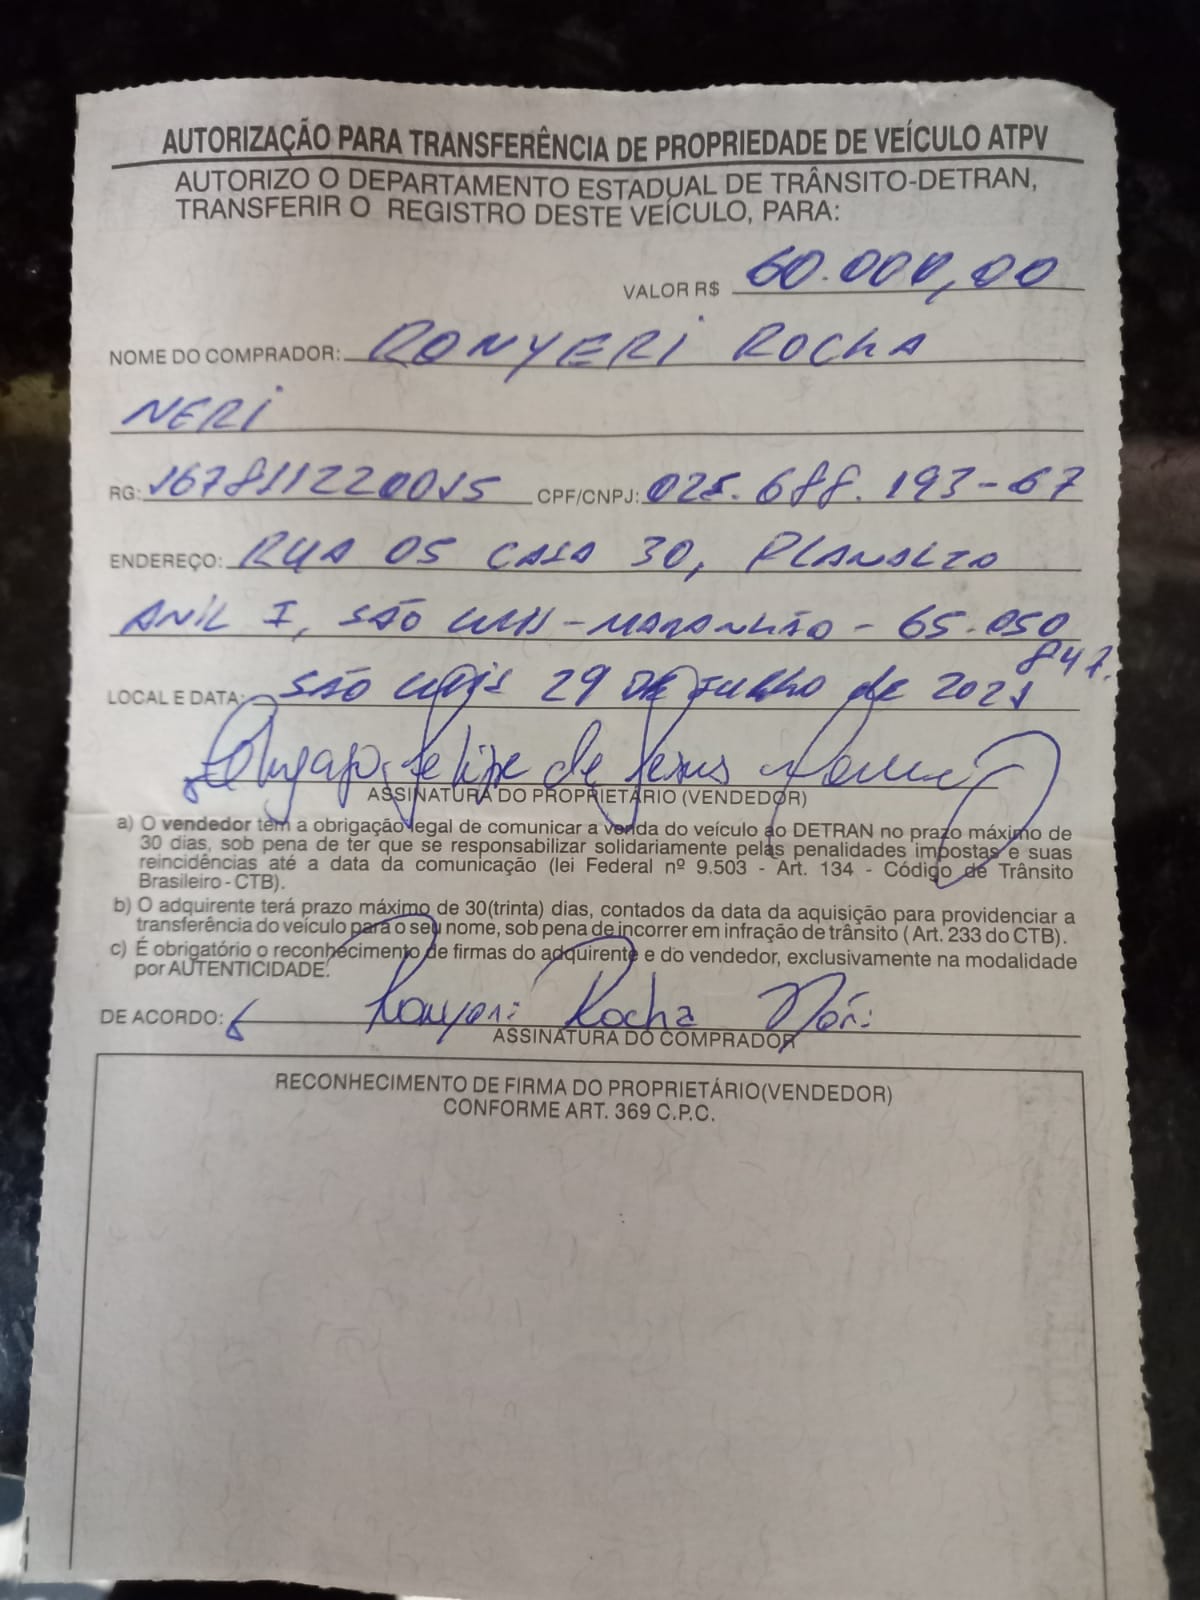 AUTORIZAÇÃO PARA TRANSFERÊNCIA DE PROPRIEDADE DE VEÍCULO ATPV
AUTORIZO O DEPARTAMENTO ESTADUAL DE TRÂNSITO-DETRAN,
TRANSFERIR O REGISTRO DESTE VEÍCULO, PARA:
VALOR R$ 60.000,00
NOME DO COMPRADOR: RONYERI ROCHA
NERI
RG: 167811220015 CPF/CNPJ: 025.688.193-67
ENDEREÇO: RUA 05 CASA 30, PLANALTO
ANIL I, SÃO LUIS - MARANHÃO - 65.050
847.
LOCAL E DATA: SÃO LUIS 29 DE JULHO de 2021
Felipe de Jesus
ASSINATURA DO PROPRIETÁRIO (VENDEDOR)
a) O vendedor tem a obrigação legal de comunicar a venda do veículo ao DETRAN no prazo máximo de
30 dias, sob pena de ter que se responsabilizar solidariamente pelas penalidades impostas e suas
reincidências até a data da comunicação (lei Federal nº 9.503 - Art. 134 - Código de Trânsito
Brasileiro - CTB).
b) O adquirente terá prazo máximo de 30(trinta) dias, contados da data da aquisição para providenciar a
transferência do veículo para o seu nome, sob pena de incorrer em infração de trânsito ( Art. 233 do CTB).
c) É obrigatório o reconhecimento de firmas do adquirente e do vendedor, exclusivamente na modalidade
por AUTENTICIDADE.
DE ACORDO: Ronyeri Rocha Néri
ASSINATURA DO COMPRADOR
RECONHECIMENTO DE FIRMA DO PROPRIETÁRIO(VENDEDOR)
CONFORME ART. 369 C.P.C.